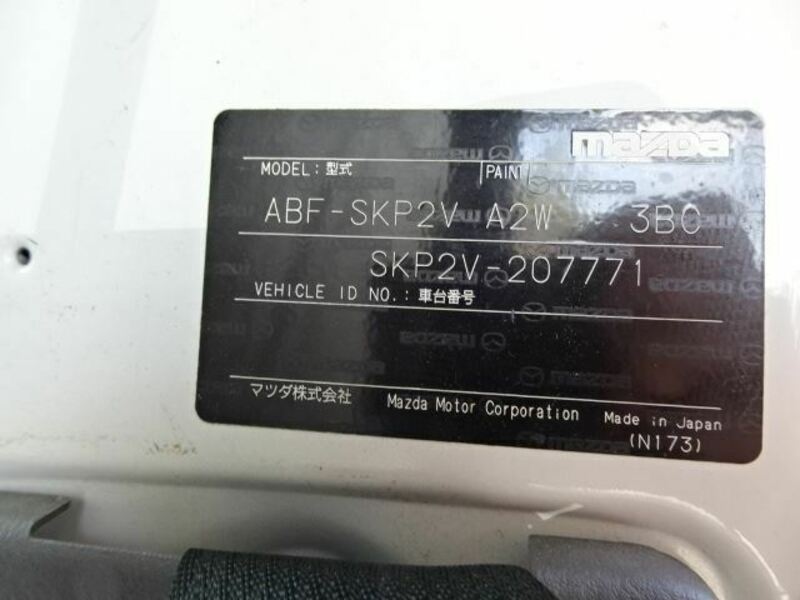 mazda
MODEL : 型式 PAINT
ABF-SKP2V A2W 3BC
SKP2V-207771
VEHICLE ID NO. : 車台番号
マツダ株式会社 Mazda Motor Corporation Made in Japan
(N173)